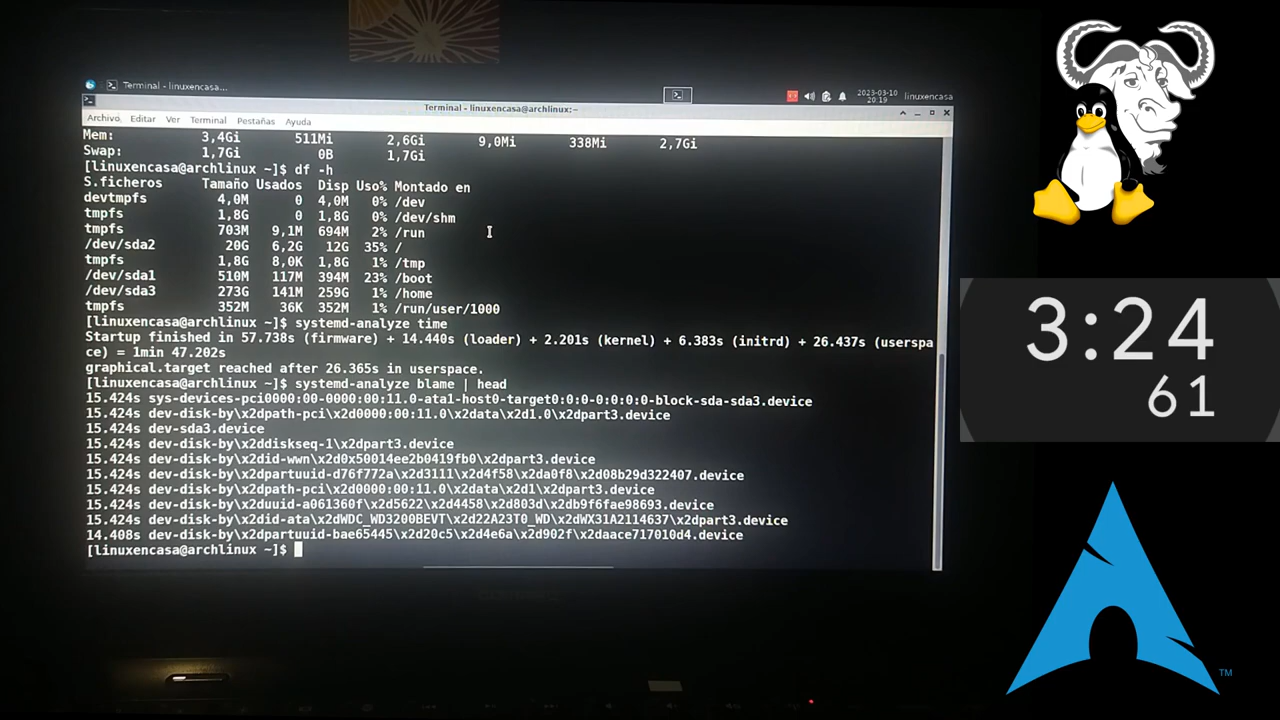 Terminal - linuxencasa...
2023-03-10
20:19
linuxencasa
Terminal - linuxencasa@archlinux:~
Archivo Editar Ver Terminal Pestañas Ayuda
Mem: 3,4Gi 511Mi 2,6Gi 9,0Mi 338Mi 2,7Gi
Swap: 1,7Gi 0B 1,7Gi
[linuxencasa@archlinux ~]$ df -h
S.ficheros Tamaño Usados Disp Uso% Montado en
devtmpfs 4,0M 0 4,0M 0% /dev
tmpfs 1,8G 0 1,8G 0% /dev/shm
tmpfs 703M 9,1M 694M 2% /run
/dev/sda2 20G 6,2G 12G 35% /
tmpfs 1,8G 8,0K 1,8G 1% /tmp
/dev/sda1 510M 117M 394M 23% /boot
/dev/sda3 273G 141M 259G 1% /home
tmpfs 352M 36K 352M 1% /run/user/1000
[linuxencasa@archlinux ~]$ systemd-analyze time
Startup finished in 57.738s (firmware) + 14.440s (loader) + 2.201s (kernel) + 6.383s (initrd) + 26.437s (userspa
ce) = 1min 47.202s
graphical.target reached after 26.365s in userspace.
[linuxencasa@archlinux ~]$ systemd-analyze blame | head
15.424s sys-devices-pci0000:00-0000:00:11.0-ata1-host0-target0:0:0-0:0:0:0-block-sda-sda3.device
15.424s dev-disk-by\x2dpath-pci\x2d0000:00:11.0\x2data\x2d1.0\x2dpart3.device
15.424s dev-sda3.device
15.424s dev-disk-by\x2ddiskseq-1\x2dpart3.device
15.424s dev-disk-by\x2did-wwn\x2d0x50014ee2b0419fb0\x2dpart3.device
15.424s dev-disk-by\x2dpartuuid-d76f772a\x2d3111\x2d4f58\x2da0f8\x2d08b29d322407.device
15.424s dev-disk-by\x2dpath-pci\x2d0000:00:11.0\x2data\x2d1\x2dpart3.device
15.424s dev-disk-by\x2duuid-a061360f\x2d5622\x2d4458\x2d803d\x2db9f6fae98693.device
15.424s dev-disk-by\x2did-ata\x2dWDC_WD3200BEVT\x2d22A23T0_WD\x2dWX31A2114637\x2dpart3.device
14.408s dev-disk-by\x2dpartuuid-bae65445\x2d20c5\x2d4e6a\x2d902f\x2daace717010d4.device
[linuxencasa@archlinux ~]$
3:24
61
TM